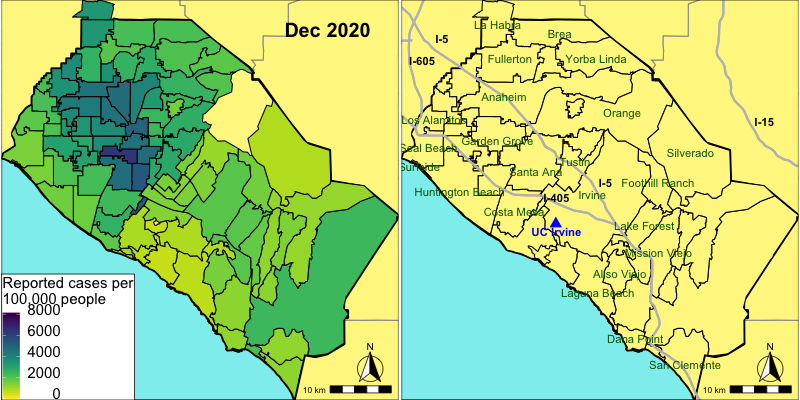 Dec 2020
Reported cases per
100,000 people
8000
6000
4000
2000
0
N
10 km
La Habra
Brea
I-5
Fullerton
Yorba Linda
I-605
Anaheim
Orange
Los Alamitos
I-15
Garden Grove
Seal Beach
Silverado
Tustin
Sunside
Santa Ana
I-5
Foothill Ranch
Huntington Beach
Irvine
I-405
Costa Mesa
Lake Forest
UC Irvine
Mission Viejo
Aliso Viejo
Laguna Beach
Dana Point
San Clemente
N
10 km